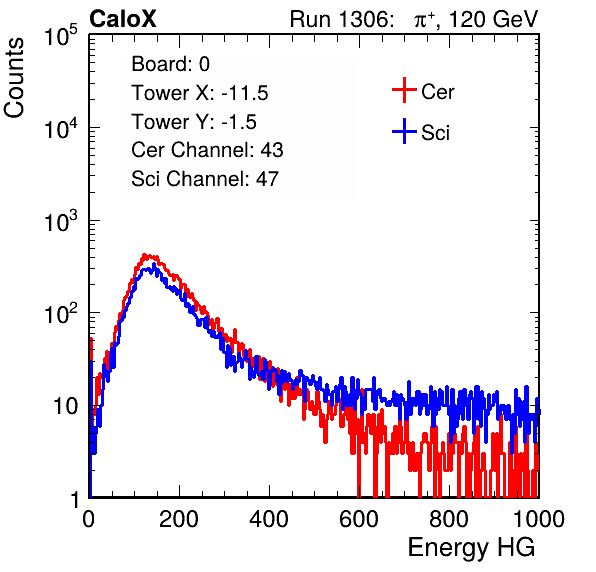 CaloX Run 1306: π⁺, 120 GeV
Counts
Board: 0
Tower X: -11.5
Tower Y: -1.5
Cer Channel: 43
Sci Channel: 47
Cer
Sci
10⁵
10⁴
10³
10²
10
1
0 200 400 600 800 1000
Energy HG